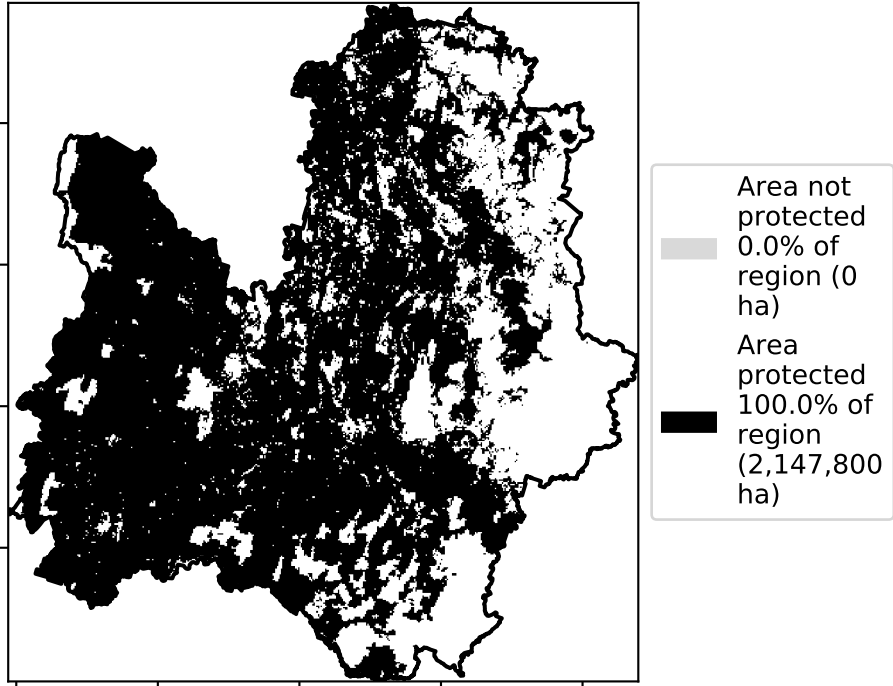 Area not
protected
0.0% of
region (0
ha)
Area
protected
100.0% of
region
(2,147,800
ha)